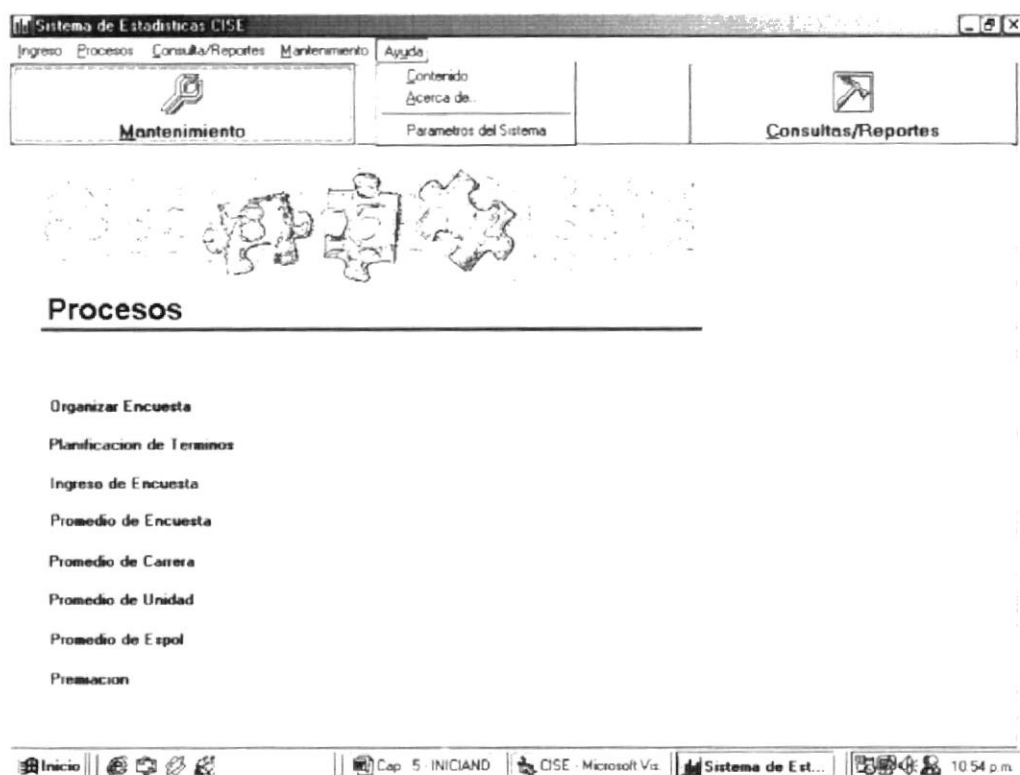 Sistema de Estadisticas CISE
Ingreso Procesos Consulta/Reportes Mantenimiento Ayuda
Contenido
Acerca de..
Parametros del Sistema
Mantenimiento
Consultas/Reportes
Procesos
Organizar Encuesta
Planificacion de Terminos
Ingreso de Encuesta
Promedio de Encuesta
Promedio de Carrera
Promedio de Unidad
Promedio de Espol
Premiacion
Inicio Cap 5 - INICIAND CISE - Microsoft Vis Sistema de Est... 10:54 p.m.